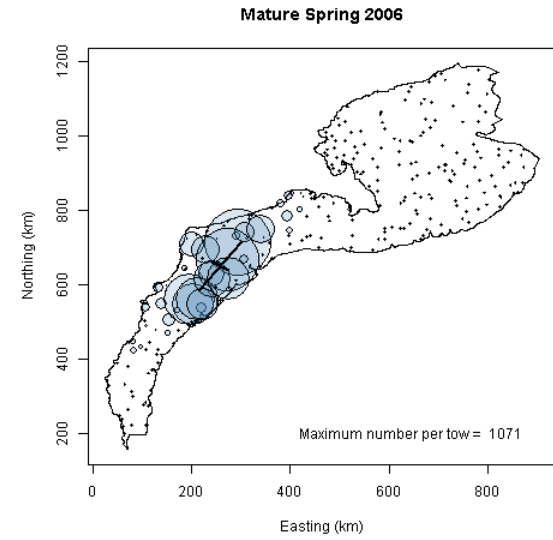 Mature Spring 2006
1200
1000
800
600
400
200
Northing (km)
Maximum number per tow = 1071
0 200 400 600 800
Easting (km)